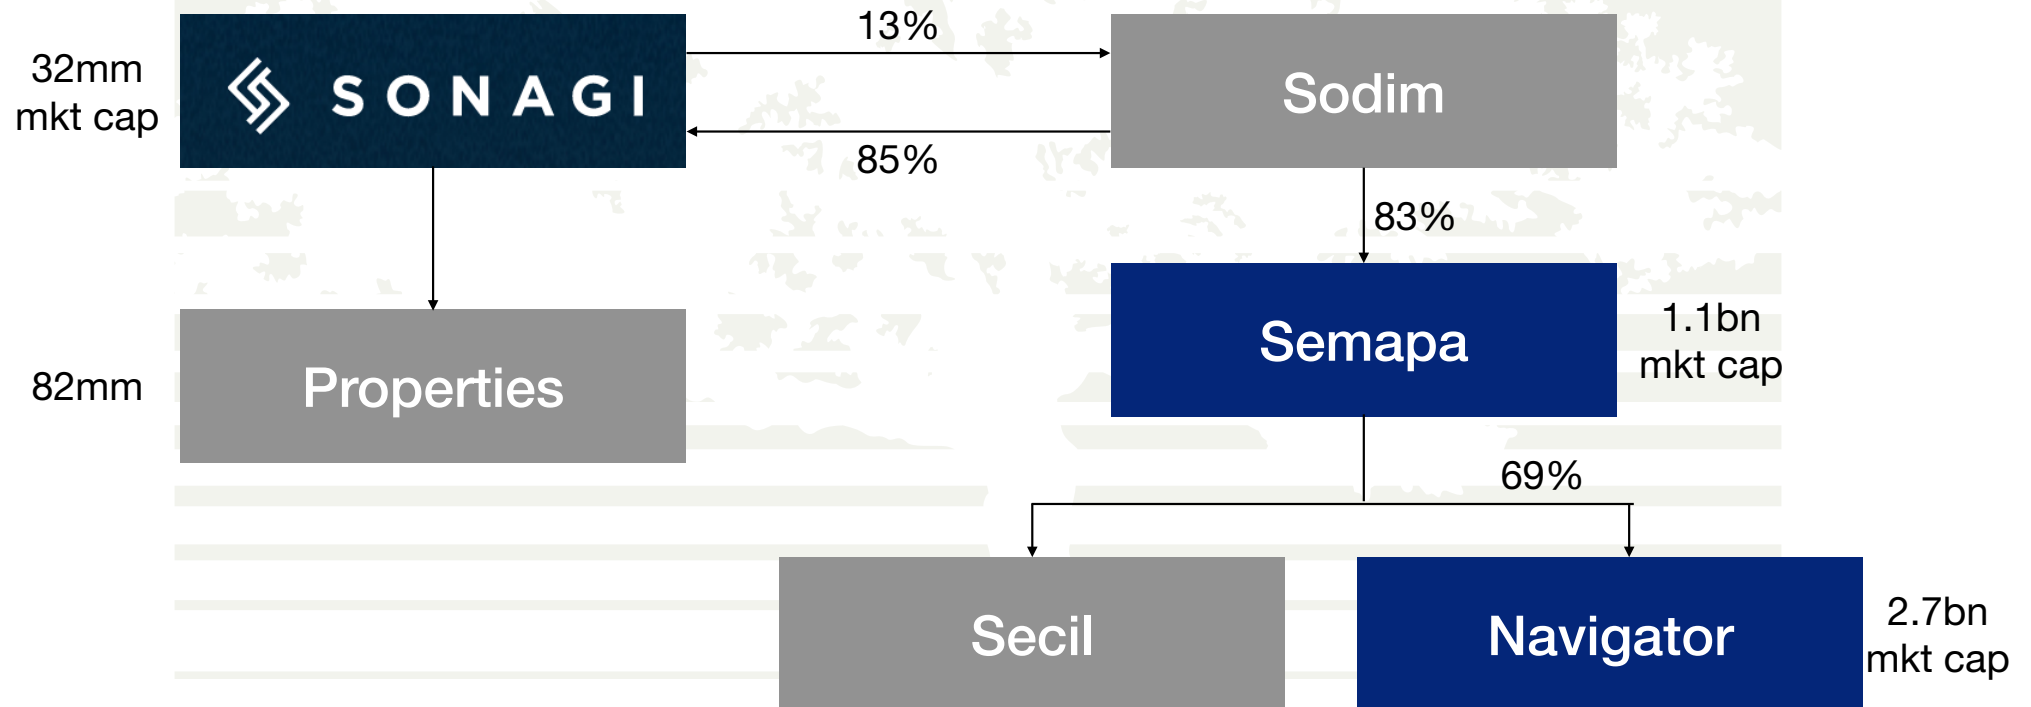 13%
32mm
mkt cap
SONAGI
Sodim
85%
83%
Semapa
1.1bn
mkt cap
82mm
Properties
69%
Secil
Navigator
2.7bn
mkt cap